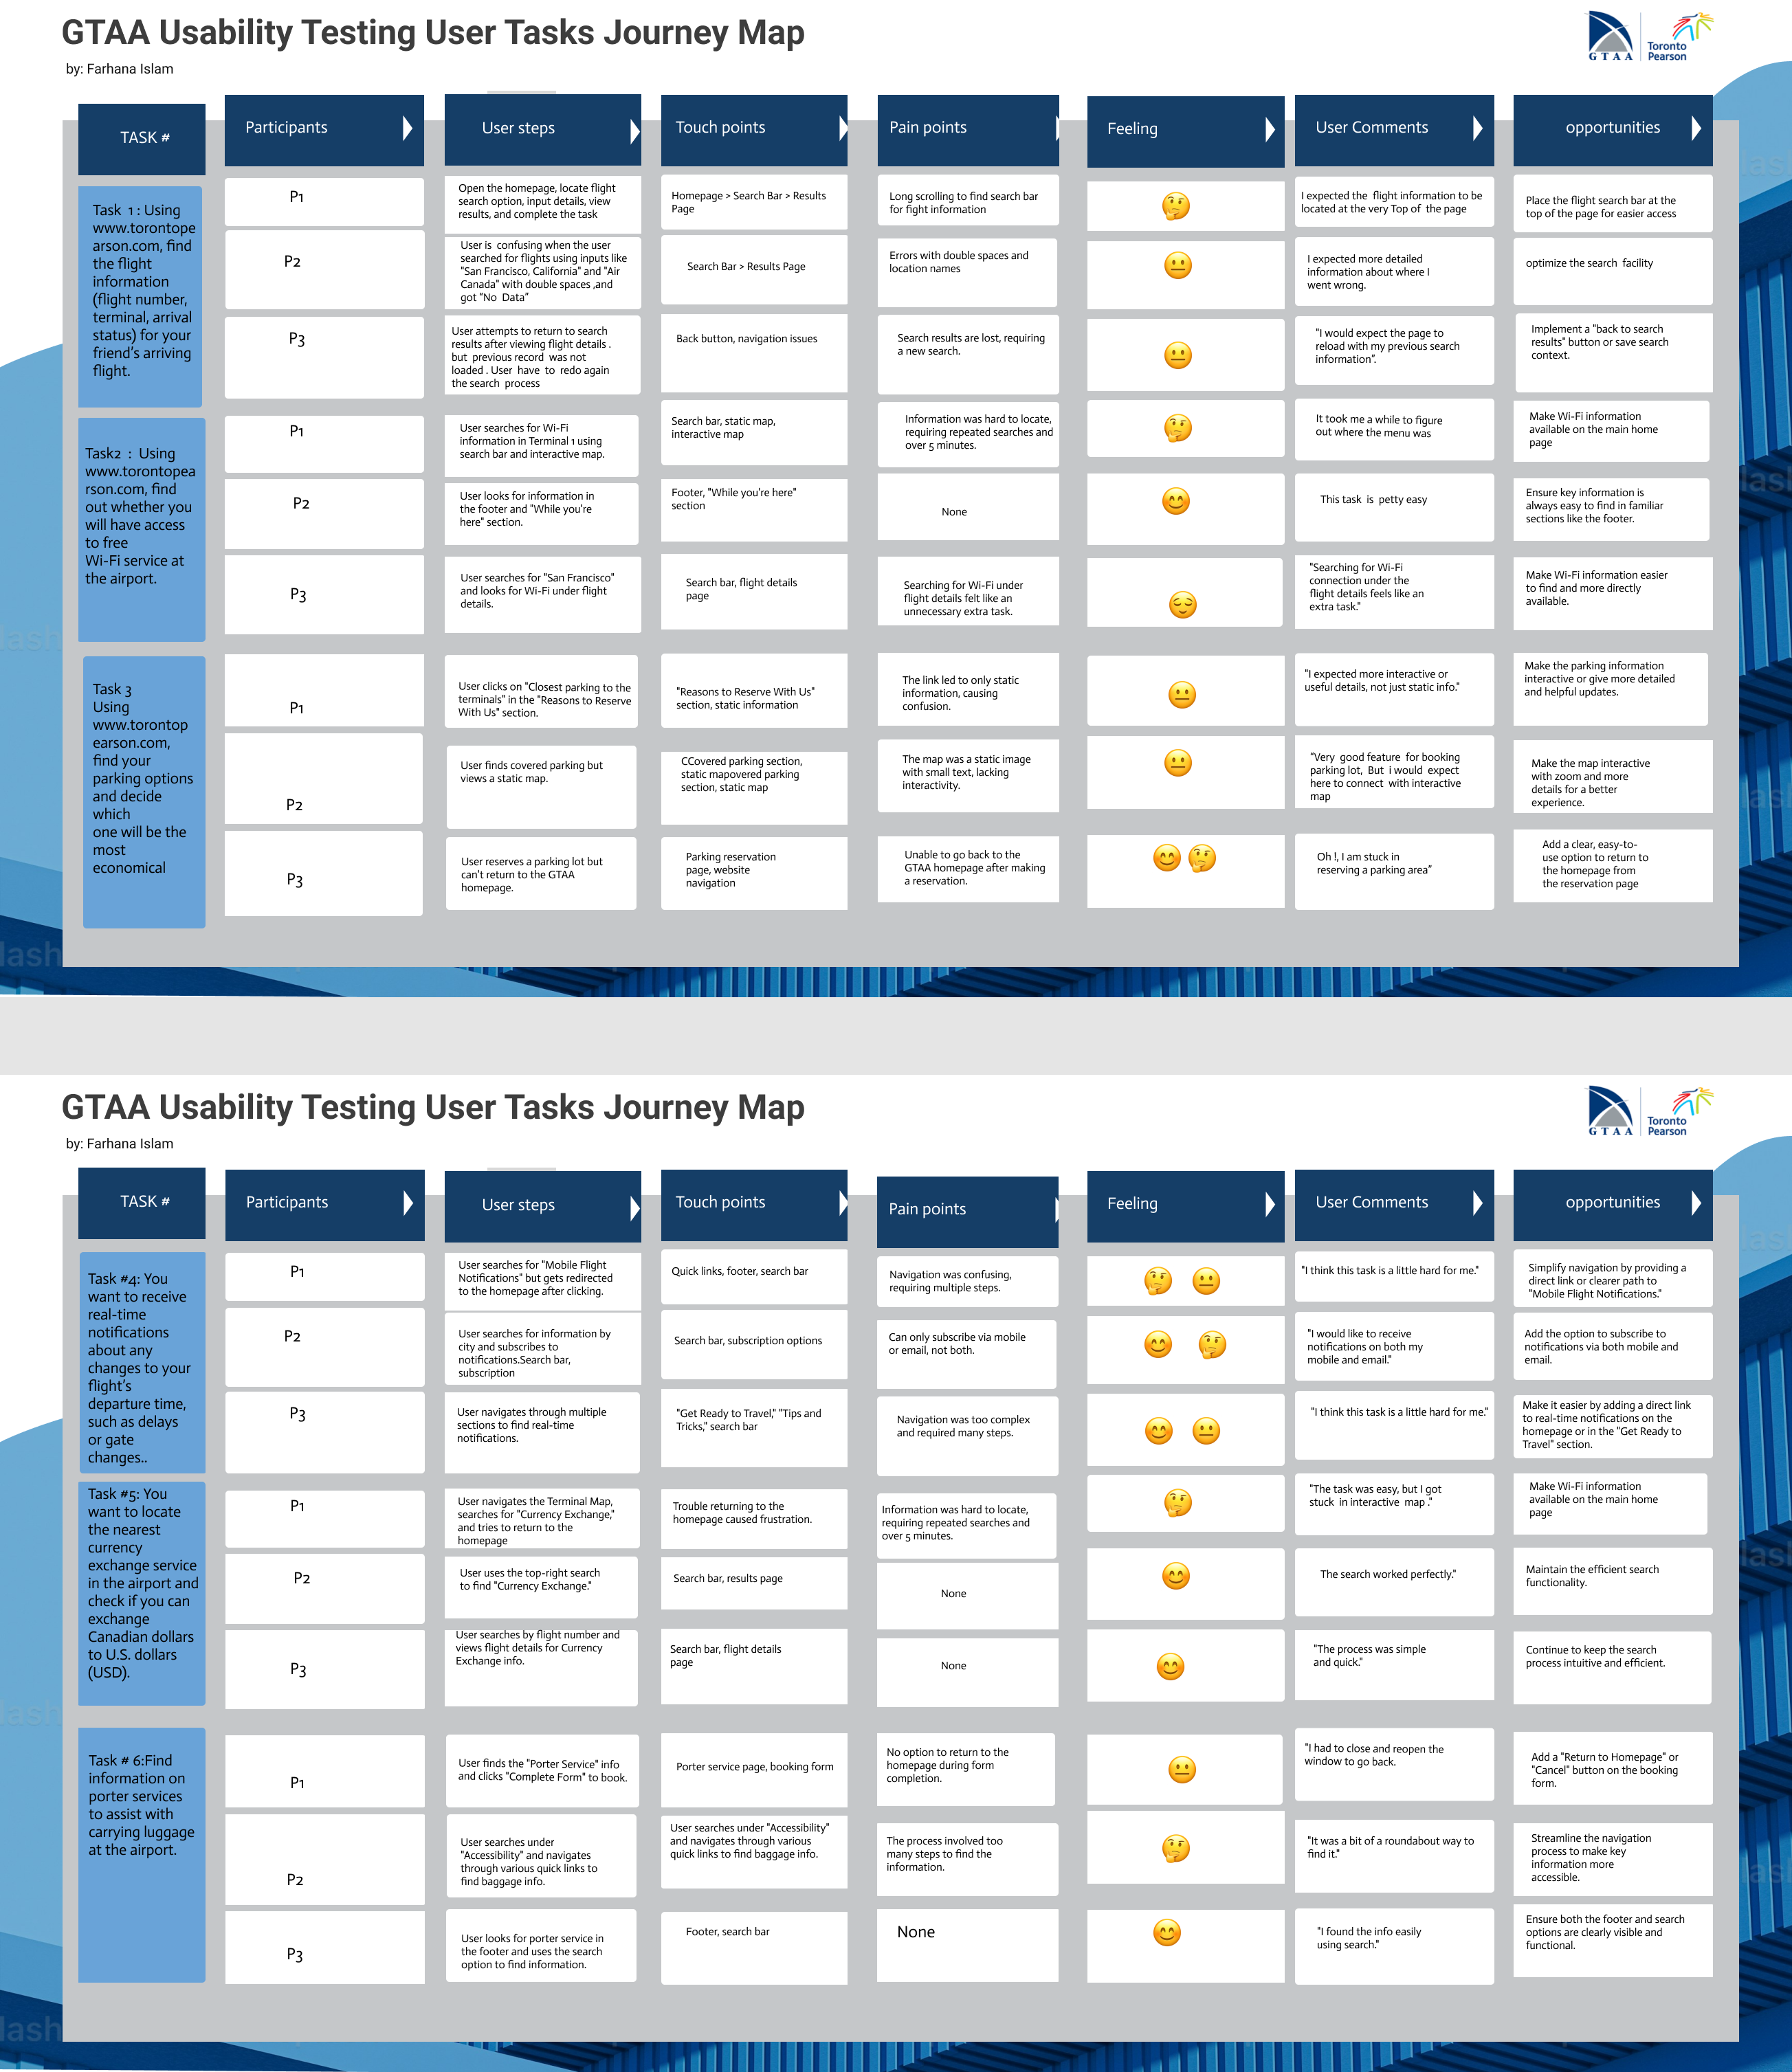 GTAA Usability Testing User Tasks Journey Map
by: Farhana Islam
GTAA
Toronto
Pearson
TASK #
Participants
User steps
Touch points
Pain points
Feeling
User Comments
opportunities
Task 1 : Using
www.torontope
arson.com, find
the flight
information
(flight number,
terminal, arrival
status) for your
friend's arriving
flight.
P1
Open the homepage, locate flight
search option, input details, view
results, and complete the task
Homepage > Search Bar > Results
Page
Long scrolling to find search bar
for fight information
I expected the flight information to be
located at the very Top of the page
Place the flight search bar at the
top of the page for easier access
P2
User is confusing when the user
searched for flights using inputs like
"San Francisco, California" and "Air
Canada" with double spaces ,and
got "No Data"
Search Bar > Results Page
Errors with double spaces and
location names
I expected more detailed
information about where I
went wrong.
optimize the search facility
P3
User attempts to return to search
results after viewing flight details .
but previous record was not
loaded . User have to redo again
the search process
Back button, navigation issues
Search results are lost, requiring
a new search.
"I would expect the page to
reload with my previous search
information".
Implement a "back to search
results" button or save search
context.
Task2 : Using
www.torontopea
rson.com, find
out whether you
will have access
to free
Wi-Fi service at
the airport.
P1
User searches for Wi-Fi
information in Terminal 1 using
search bar and interactive map.
Search bar, static map,
interactive map
Information was hard to locate,
requiring repeated searches and
over 5 minutes.
It took me a while to figure
out where the menu was
Make Wi-Fi information
available on the main home
page
P2
User looks for information in
the footer and "While you're
here" section.
Footer, "While you're here"
section
None
This task is petty easy
Ensure key information is
always easy to find in familiar
sections like the footer.
P3
User searches for "San Francisco"
and looks for Wi-Fi under flight
details.
Search bar, flight details
page
Searching for Wi-Fi under
flight details felt like an
unnecessary extra task.
"Searching for Wi-Fi
connection under the
flight details feels like an
extra task."
Make Wi-Fi information easier
to find and more directly
available.
Task 3
Using
www.torontop
earson.com,
find your
parking options
and decide
which
one will be the
most
economical
P1
User clicks on "Closest parking to the
terminals" in the "Reasons to Reserve
With Us" section.
"Reasons to Reserve With Us"
section, static information
The link led to only static
information, causing
confusion.
"I expected more interactive or
useful details, not just static info."
Make the parking information
interactive or give more detailed
and helpful updates.
P2
User finds covered parking but
views a static map.
CCovered parking section,
static mapovered parking
section, static map
The map was a static image
with small text, lacking
interactivity.
"Very good feature for booking
parking lot, But i would expect
here to connect with interactive
map
Make the map interactive
with zoom and more
details for a better
experience.
P3
User reserves a parking lot but
can't return to the GTAA
homepage.
Parking reservation
page, website
navigation
Unable to go back to the
GTAA homepage after making
a reservation.
Oh !, I am stuck in
reserving a parking area"
Add a clear, easy-to-
use option to return to
the homepage from
the reservation page
GTAA Usability Testing User Tasks Journey Map
by: Farhana Islam
GTAA
Toronto
Pearson
TASK #
Participants
User steps
Touch points
Pain points
Feeling
User Comments
opportunities
Task #4: You
want to receive
real-time
notifications
about any
changes to your
flight's
departure time,
such as delays
or gate
changes..
P1
User searches for "Mobile Flight
Notifications" but gets redirected
to the homepage after clicking.
Quick links, footer, search bar
Navigation was confusing,
requiring multiple steps.
"I think this task is a little hard for me."
Simplify navigation by providing a
direct link or clearer path to
"Mobile Flight Notifications."
P2
User searches for information by
city and subscribes to
notifications.Search bar,
subscription
Search bar, subscription options
Can only subscribe via mobile
or email, not both.
"I would like to receive
notifications on both my
mobile and email."
Add the option to subscribe to
notifications via both mobile and
email.
P3
User navigates through multiple
sections to find real-time
notifications.
"Get Ready to Travel," "Tips and
Tricks," search bar
Navigation was too complex
and required many steps.
"I think this task is a little hard for me."
Make it easier by adding a direct link
to real-time notifications on the
homepage or in the "Get Ready to
Travel" section.
Task #5: You
want to locate
the nearest
currency
exchange service
in the airport and
check if you can
exchange
Canadian dollars
to U.S. dollars
(USD).
P1
User navigates the Terminal Map,
searches for "Currency Exchange,"
and tries to return to the
homepage
Trouble returning to the
homepage caused frustration.
Information was hard to locate,
requiring repeated searches and
over 5 minutes.
"The task was easy, but I got
stuck in interactive map ."
Make Wi-Fi information
available on the main home
page
P2
User uses the top-right search
to find "Currency Exchange."
Search bar, results page
None
The search worked perfectly."
Maintain the efficient search
functionality.
P3
User searches by flight number and
views flight details for Currency
Exchange info.
Search bar, flight details
page
None
"The process was simple
and quick."
Continue to keep the search
process intuitive and efficient.
Task # 6:Find
information on
porter services
to assist with
carrying luggage
at the airport.
P1
User finds the "Porter Service" info
and clicks "Complete Form" to book.
Porter service page, booking form
No option to return to the
homepage during form
completion.
"I had to close and reopen the
window to go back.
Add a "Return to Homepage" or
"Cancel" button on the booking
form.
P2
User searches under
"Accessibility" and navigates
through various quick links to
find baggage info.
User searches under "Accessibility"
and navigates through various
quick links to find baggage info.
The process involved too
many steps to find the
information.
"It was a bit of a roundabout way to
find it."
Streamline the navigation
process to make key
information more
accessible.
P3
User looks for porter service in
the footer and uses the search
option to find information.
Footer, search bar
None
"I found the info easily
using search."
Ensure both the footer and search
options are clearly visible and
functional.